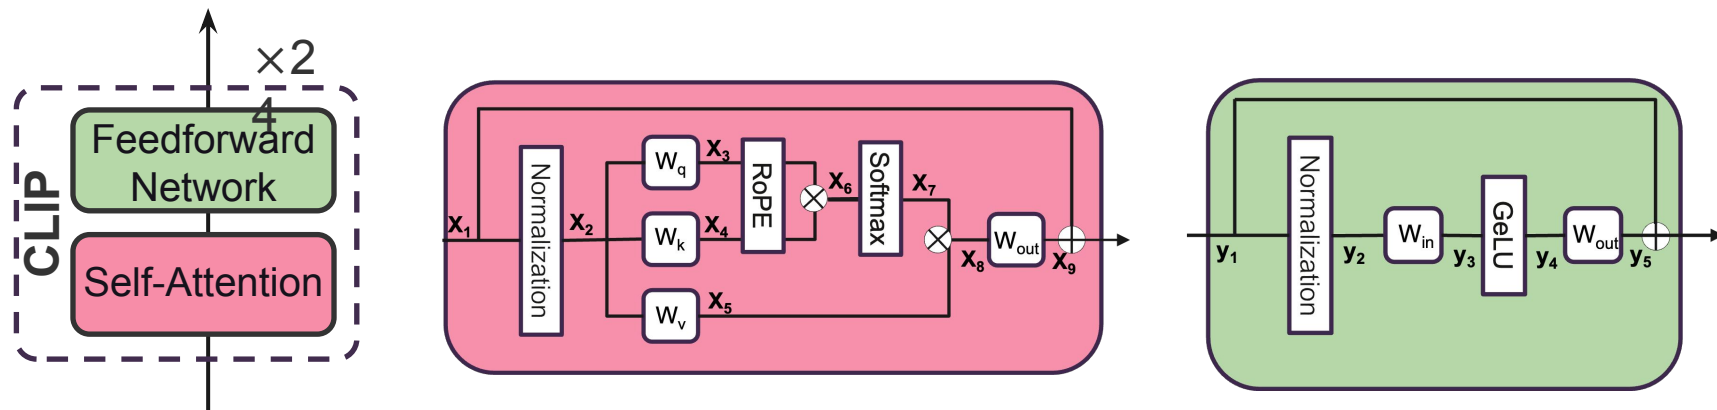 ×2
4
Feedforward
Network
CLIP
Self-Attention
X1
Normalization
X2
Wq
X3
Wk
X4
Wv
X5
RoPE
X6
Softmax
X7
X8
Wout
X9
y1
Normalization
y2
Win
y3
GeLU
y4
Wout
y5